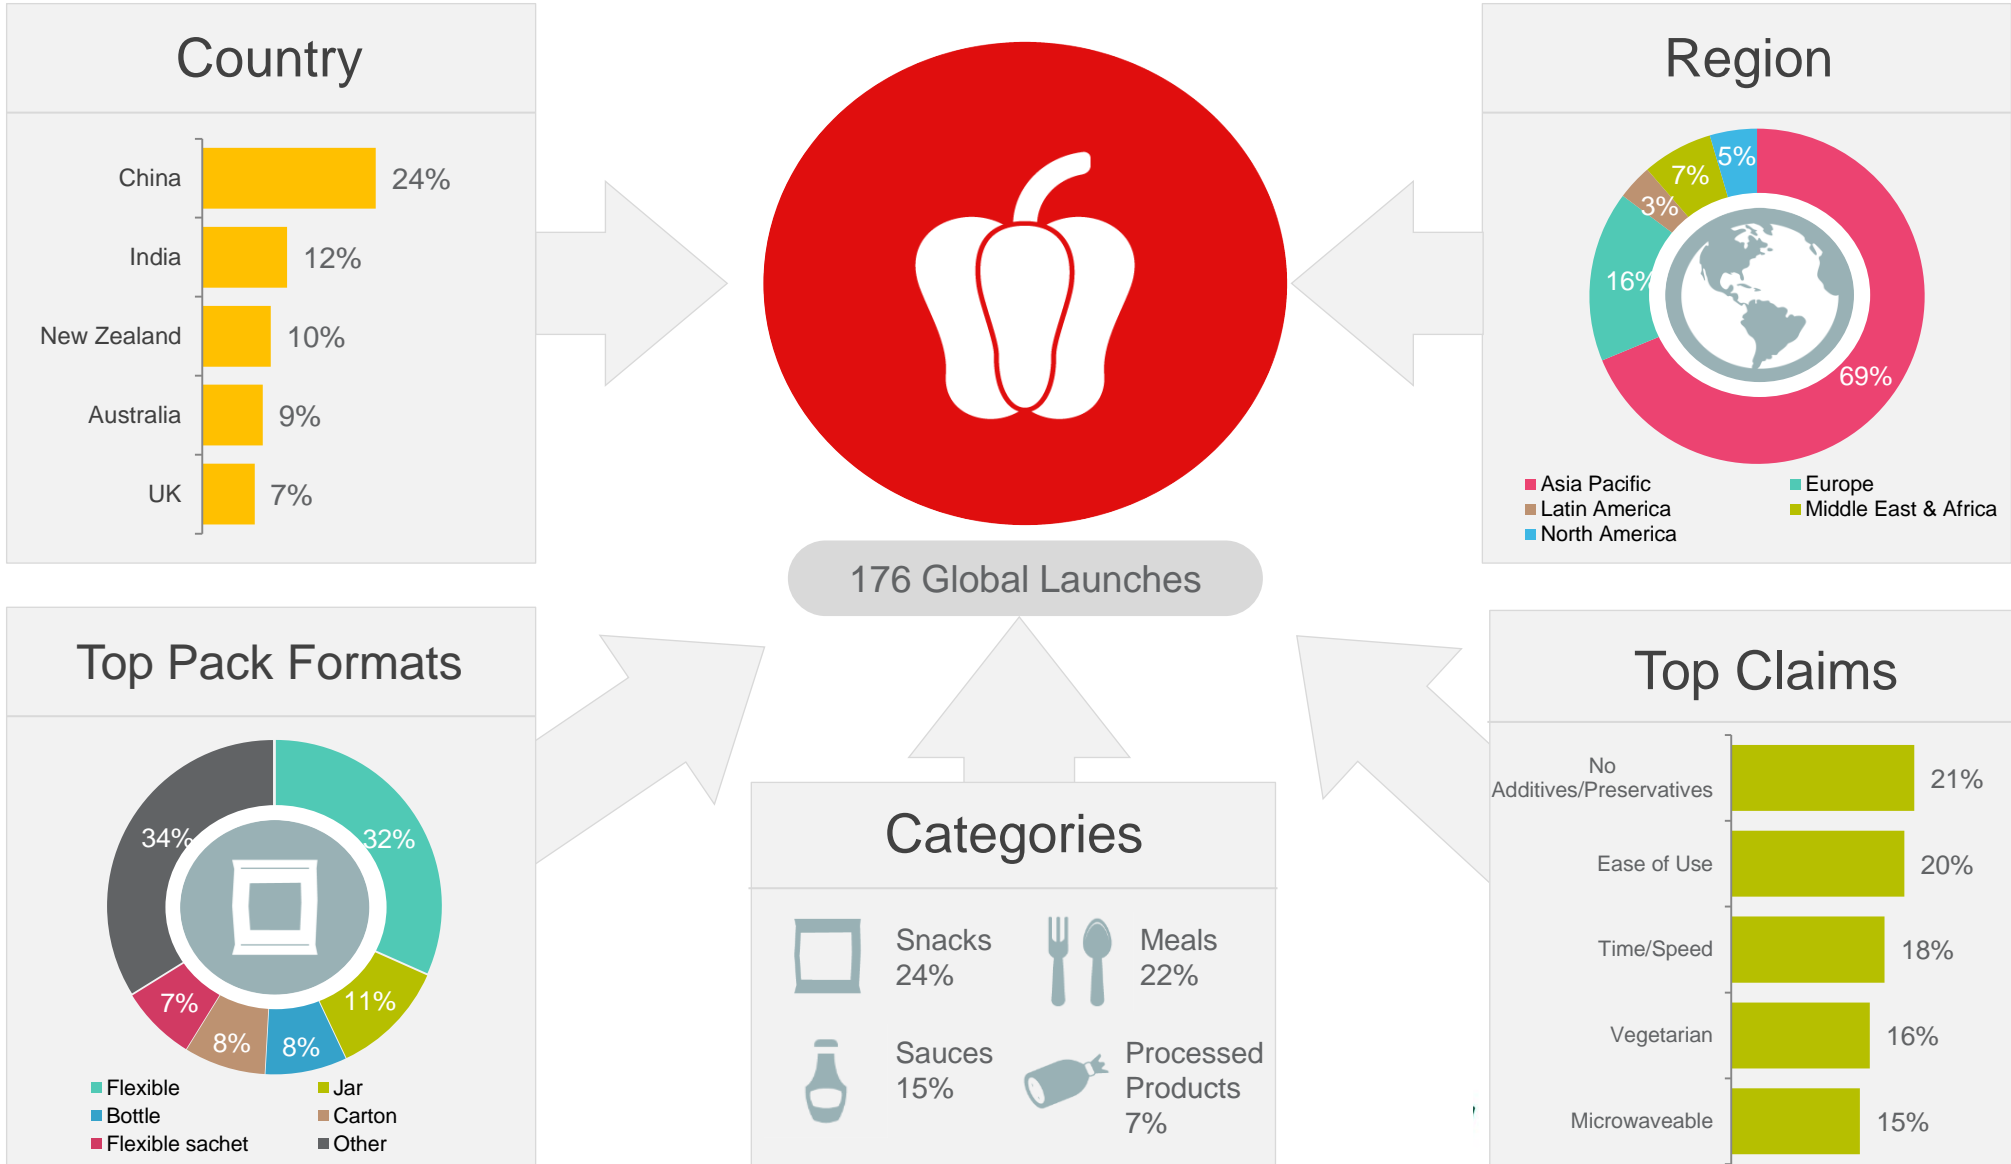 Country
China
24%
India
12%
New Zealand
10%
Australia
9%
UK
7%
176 Global Launches
Region
5%
7%
3%
16%
69%
Asia Pacific
Europe
Latin America
Middle East & Africa
North America
Top Pack Formats
34%
32%
7%
11%
8%
8%
Flexible
Jar
Bottle
Carton
Flexible sachet
Other
Categories
Snacks
24%
Meals
22%
Sauces
15%
Processed
Products
7%
Top Claims
No
Additives/Preservatives
21%
Ease of Use
20%
Time/Speed
18%
Vegetarian
16%
Microwaveable
15%